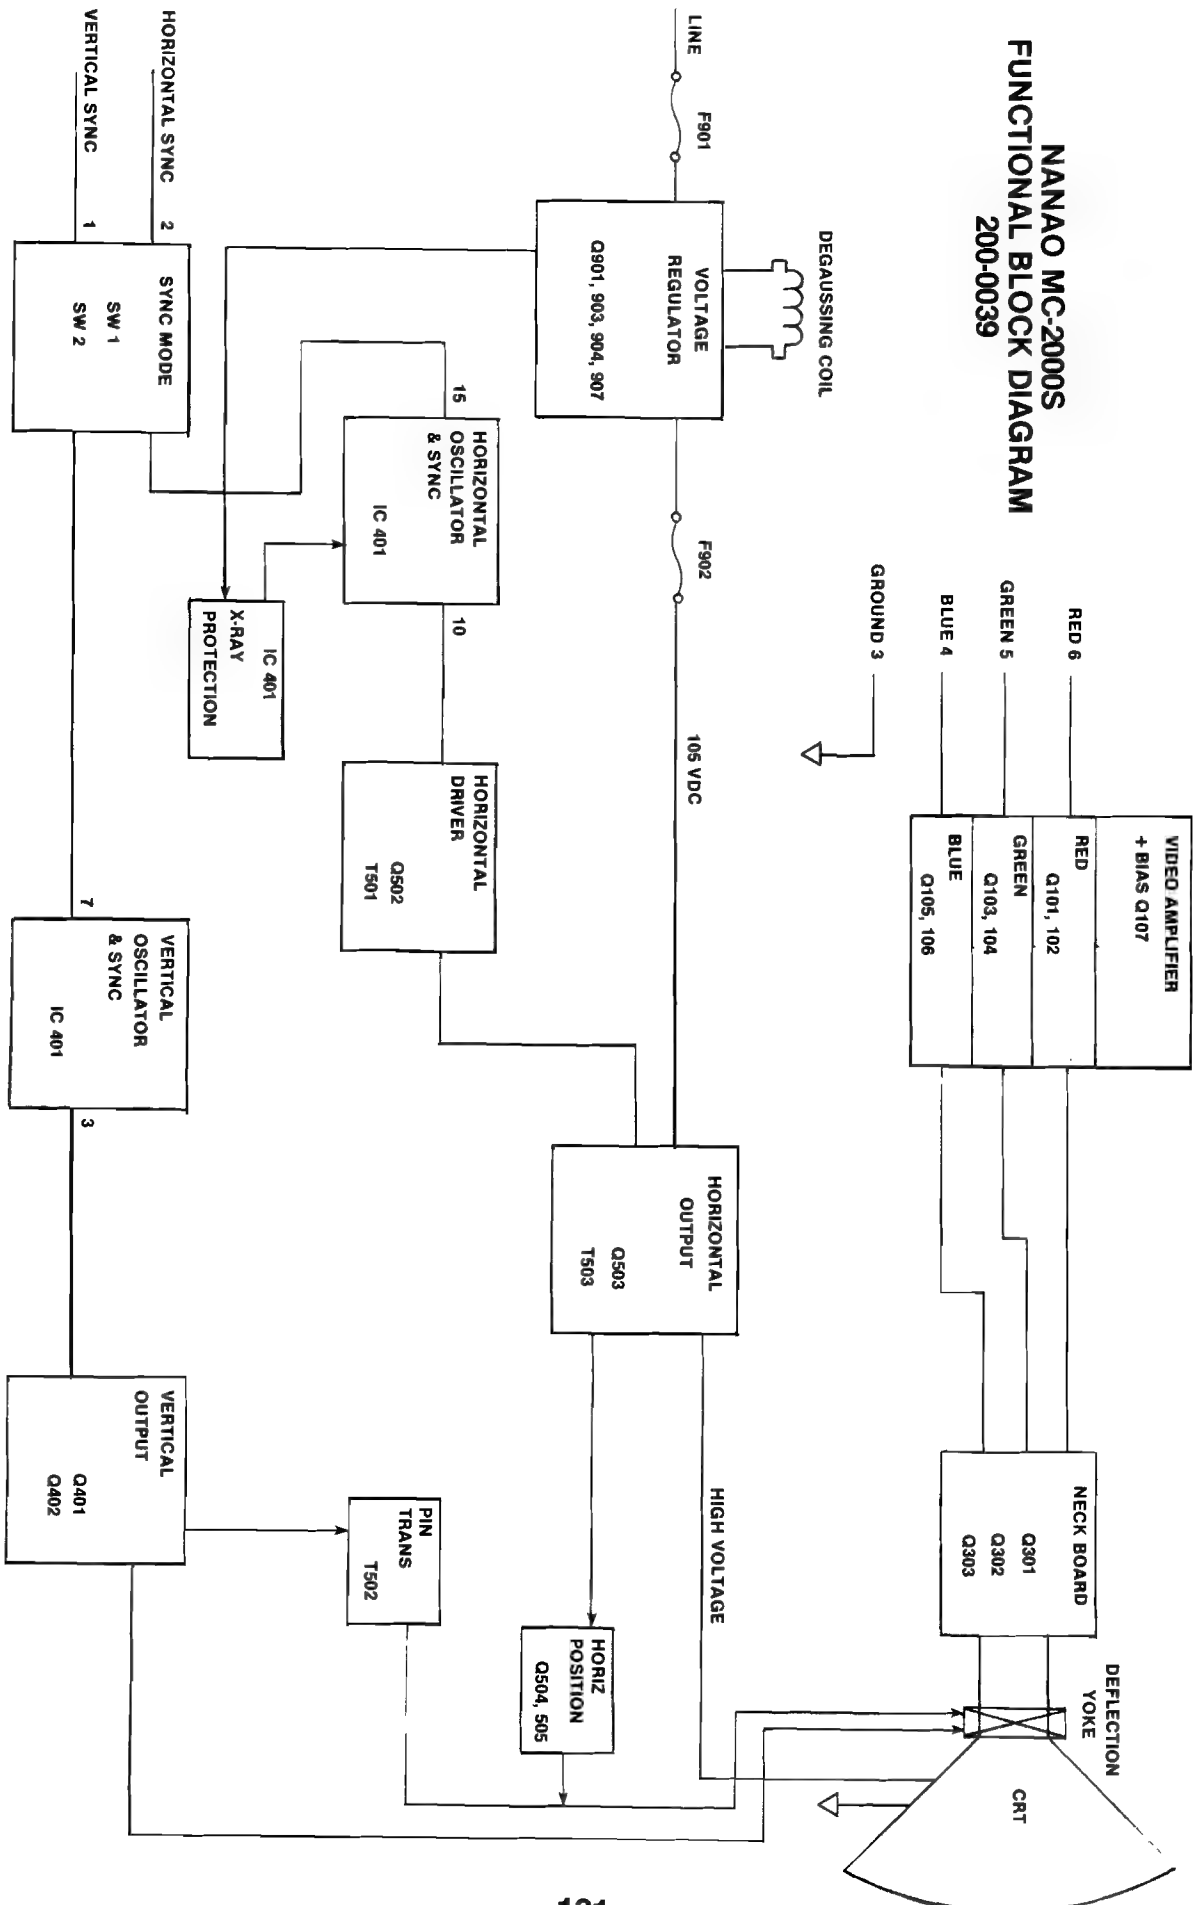 NANAO MC-2000S
FUNCTIONAL BLOCK DIAGRAM
200-0039
RED 6
GREEN 5
BLUE 4
GROUND 3
VIDEO AMPLIFIER
+ BIAS Q107
RED
Q101, 102
GREEN
Q103, 104
BLUE
Q105, 106
NECK BOARD
Q301
Q302
Q303
DEFLECTION
YOKE
CRT
DEGAUSSING COIL
LINE
F901
VOLTAGE
REGULATOR
Q901, 903, 904, 907
F902
105 VDC
HORIZONTAL
OUTPUT
Q503
T503
HIGH VOLTAGE
HORIZ
POSITION
Q504, 505
15
HORIZONTAL
OSCILLATOR
& SYNC
IC 401
10
HORIZONTAL
DRIVER
Q502
T501
PIN
TRANS
T502
IC 401
X-RAY
PROTECTION
HORIZONTAL SYNC
2
VERTICAL SYNC
1
SYNC MODE
SW 1
SW 2
7
VERTICAL
OSCILLATOR
& SYNC
IC 401
3
VERTICAL
OUTPUT
Q401
Q402